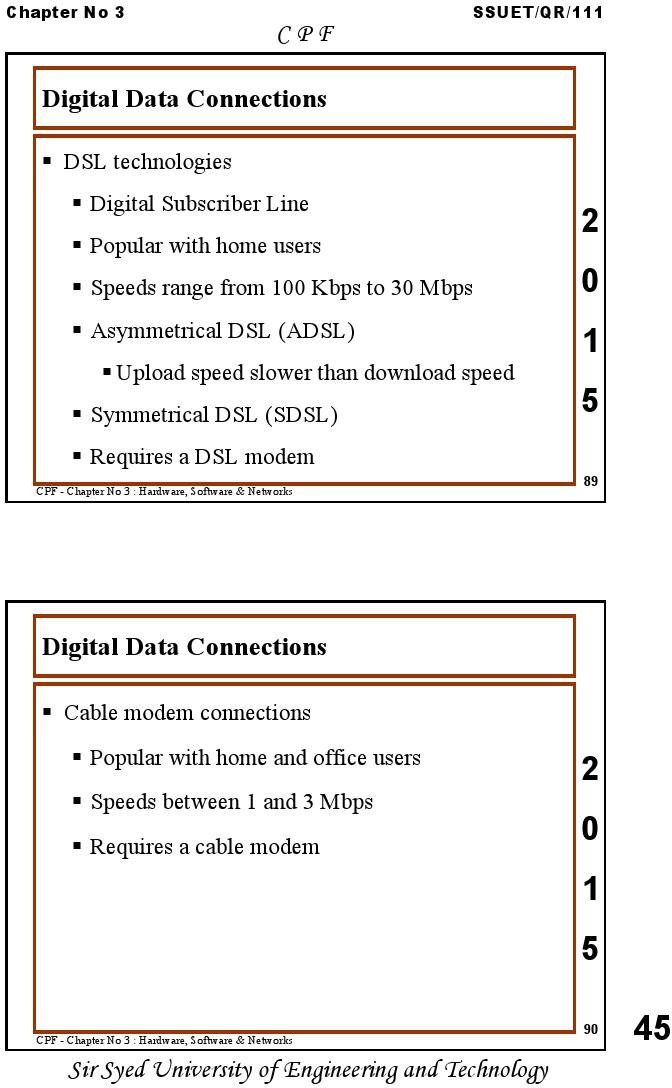 Chapter No 3 SSUET/QR/111
C P F
Digital Data Connections
▪ DSL technologies
▪ Digital Subscriber Line
▪ Popular with home users
▪ Speeds range from 100 Kbps to 30 Mbps
▪ Asymmetrical DSL (ADSL)
▪ Upload speed slower than download speed
▪ Symmetrical DSL (SDSL)
▪ Requires a DSL modem
2
0
1
5
89
CPF - Chapter No 3 : Hardware, Software & Networks
Digital Data Connections
▪ Cable modem connections
▪ Popular with home and office users
▪ Speeds between 1 and 3 Mbps
▪ Requires a cable modem
2
0
1
5
90
CPF - Chapter No 3 : Hardware, Software & Networks
45
Sir Syed University of Engineering and Technology